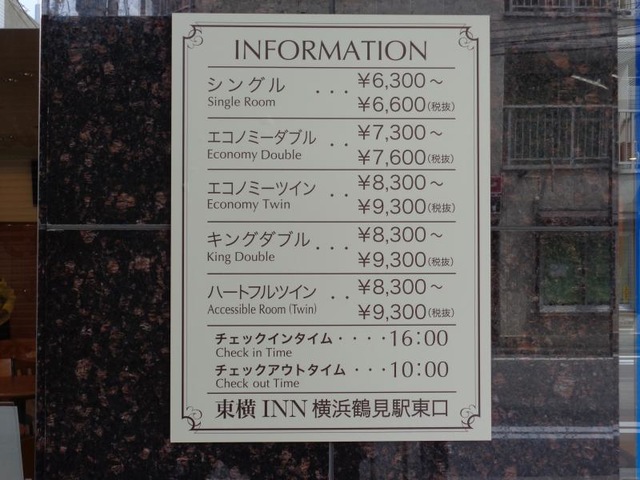 INFORMATION
シングル ... ¥6,300～
Single Room ¥6,600(税抜)
エコノミーダブル .. ¥7,300～
Economy Double ¥7,600(税抜)
エコノミーツイン .. ¥8,300～
Economy Twin ¥9,300(税抜)
キングダブル ... ¥8,300～
King Double ¥9,300(税抜)
ハートフルツイン .. ¥8,300～
Accessible Room (Twin) ¥9,300(税抜)
チェックインタイム ・・・・16:00
Check in Time
チェックアウトタイム ・・・10:00
Check out Time
東横 INN 横浜鶴見駅東口